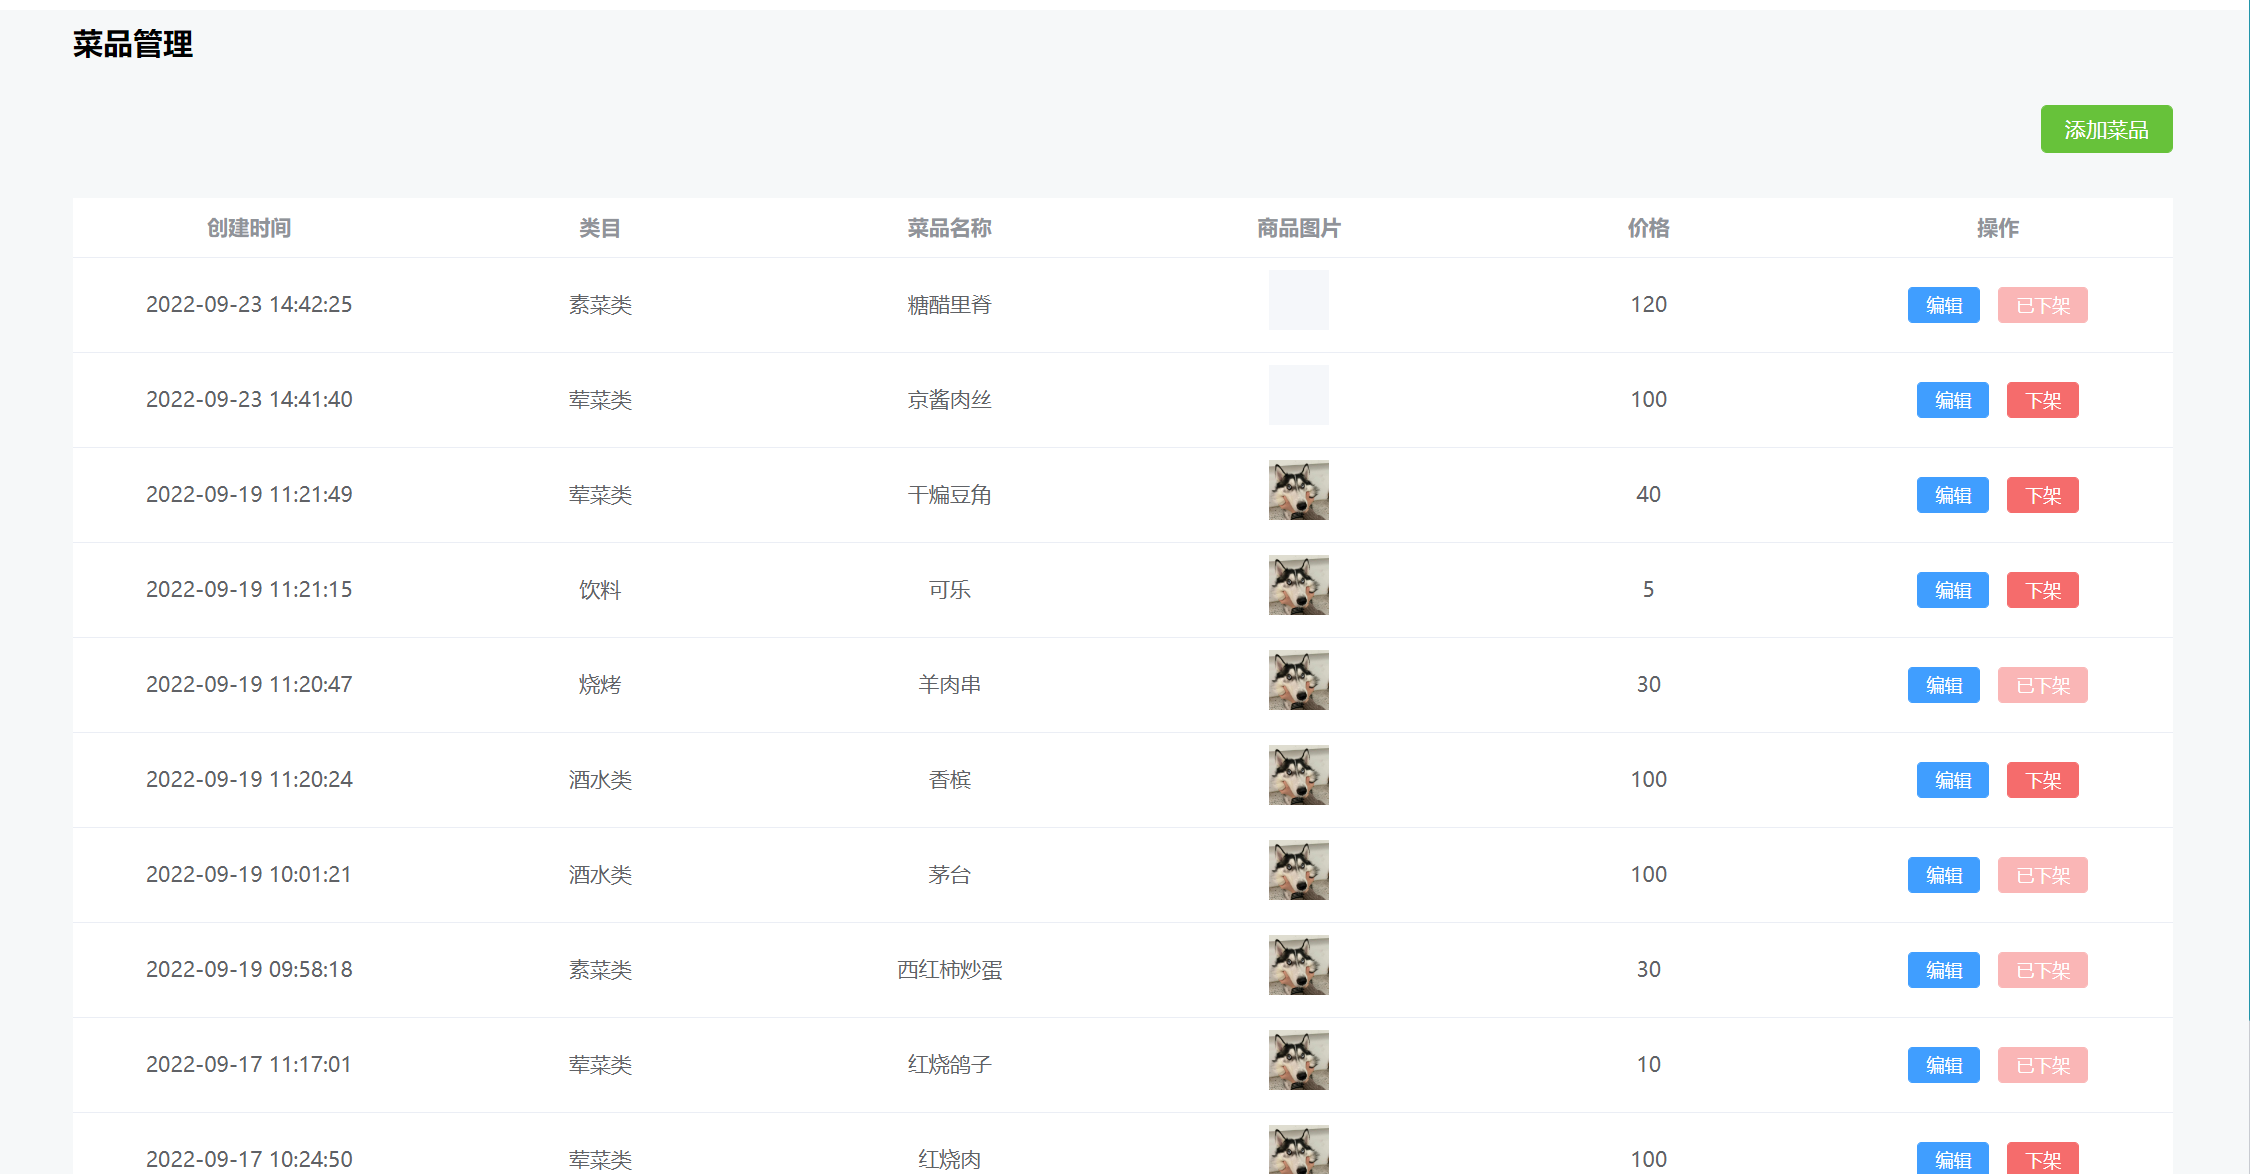 菜品管理
添加菜品
创建时间 类目 菜品名称 商品图片 价格 操作
2022-09-23 14:42:25 素菜类 糖醋里脊 120 编辑 已下架
2022-09-23 14:41:40 荤菜类 京酱肉丝 100 编辑 下架
2022-09-19 11:21:49 荤菜类 干煸豆角 40 编辑 下架
2022-09-19 11:21:15 饮料 可乐 5 编辑 下架
2022-09-19 11:20:47 烧烤 羊肉串 30 编辑 已下架
2022-09-19 11:20:24 酒水类 香槟 100 编辑 下架
2022-09-19 10:01:21 酒水类 茅台 100 编辑 已下架
2022-09-19 09:58:18 素菜类 西红柿炒蛋 30 编辑 已下架
2022-09-17 11:17:01 荤菜类 红烧鸽子 10 编辑 已下架
2022-09-17 10:24:50 荤菜类 红烧肉 100 编辑 下架